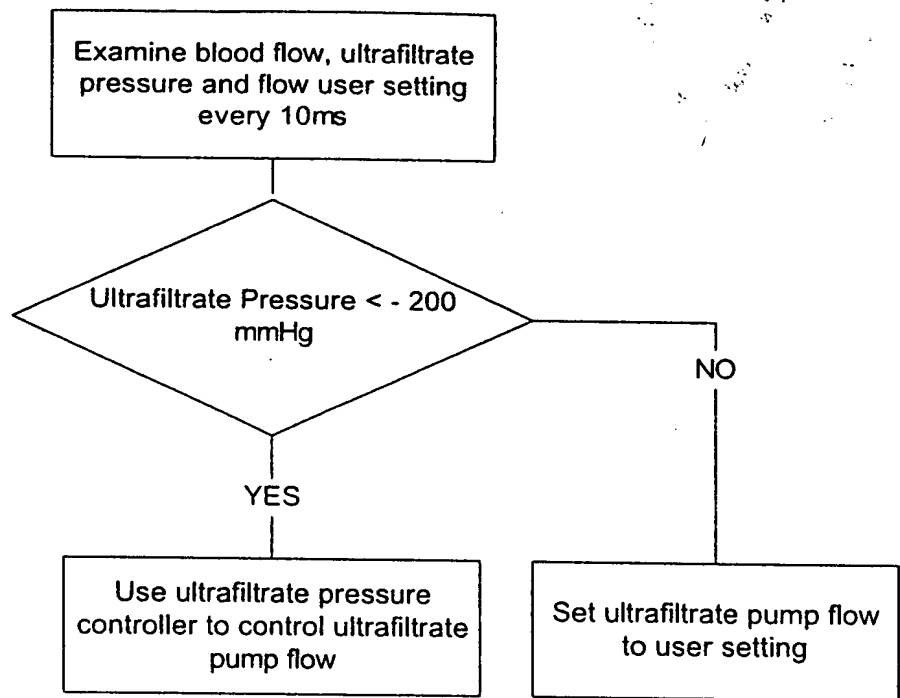 Examine blood flow, ultrafiltrate
pressure and flow user setting
every 10ms
Ultrafiltrate Pressure < - 200
mmHg
NO
YES
Use ultrafiltrate pressure
controller to control ultrafiltrate
pump flow
Set ultrafiltrate pump flow
to user setting